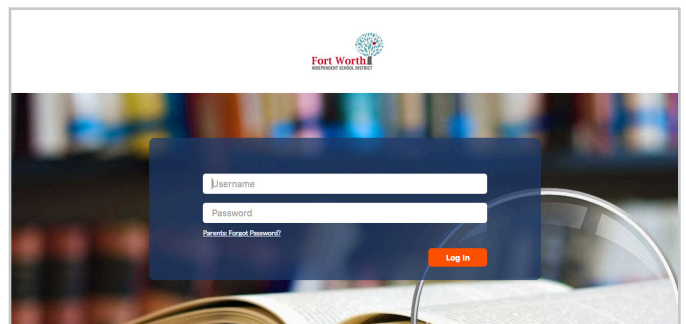 Fort Worth
INDEPENDENT SCHOOL DISTRICT
Username
Password
Parents: Forgot Password?
Log In